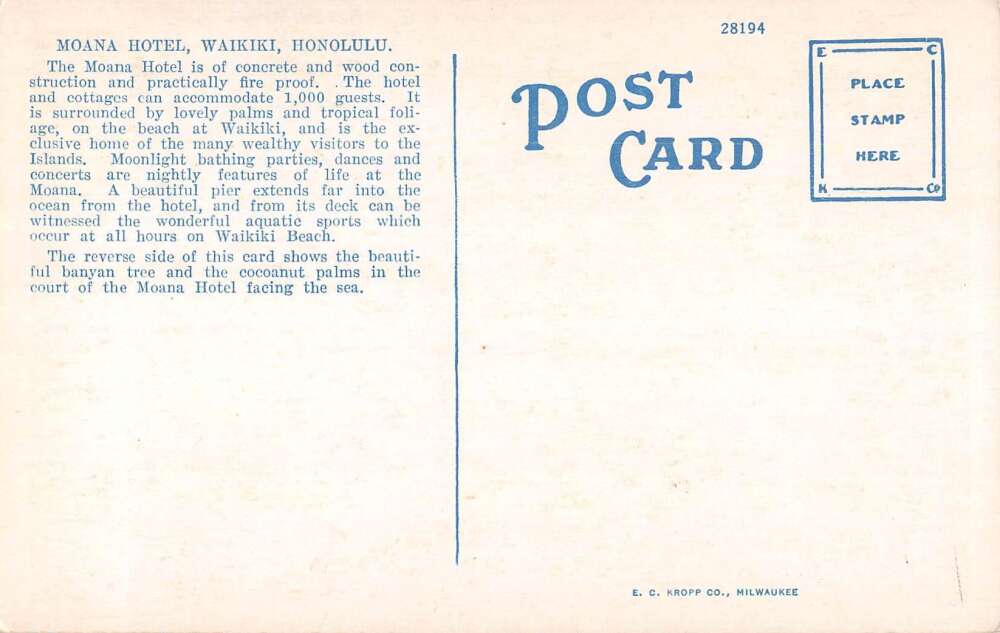 MOANA HOTEL, WAIKIKI, HONOLULU.
The Moana Hotel is of concrete and wood con-
struction and practically fire proof. The hotel
and cottages can accommodate 1,000 guests. It
is surrounded by lovely palms and tropical foli-
age, on the beach at Waikiki, and is the ex-
clusive home of the many wealthy visitors to the
Islands. Moonlight bathing parties, dances and
concerts are nightly features of life at the
Moana. A beautiful pier extends far into the
ocean from the hotel, and from its deck can be
witnessed the wonderful aquatic sports which
occur at all hours on Waikiki Beach.
The reverse side of this card shows the beauti-
ful banyan tree and the cocoanut palms in the
court of the Moana Hotel facing the sea.
28194
POST
CARD
E C
PLACE
STAMP
HERE
K Co
E. C. KROPP CO., MILWAUKEE